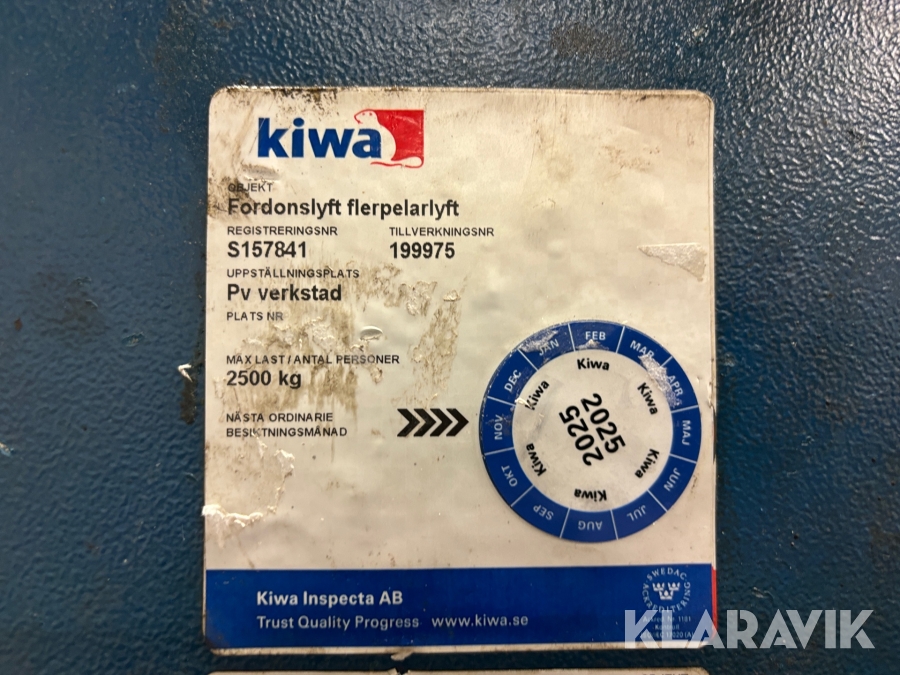 kiwa
OBJEKT
Fordonslyft flerpelarlyft
REGISTRERINGSNR TILLVERKNINGSNR
S157841 199975
UPPSTÄLLNINGSPLATS
Pv verkstad
PLATS NR
MAX LAST / ANTAL PERSONER
2500 kg
NÄSTA ORDINARIE
BESIKTNINGSMÅNAD
JAN FEB MAR APR MAJ JUN JUL AUG SEP OKT NOV DEC
Kiwa Kiwa Kiwa Kiwa Kiwa Kiwa
2025
2025
Kiwa Inspecta AB
Trust Quality Progress www.kiwa.se
SWEDAC
ACKREDITERING
KLARAVIK